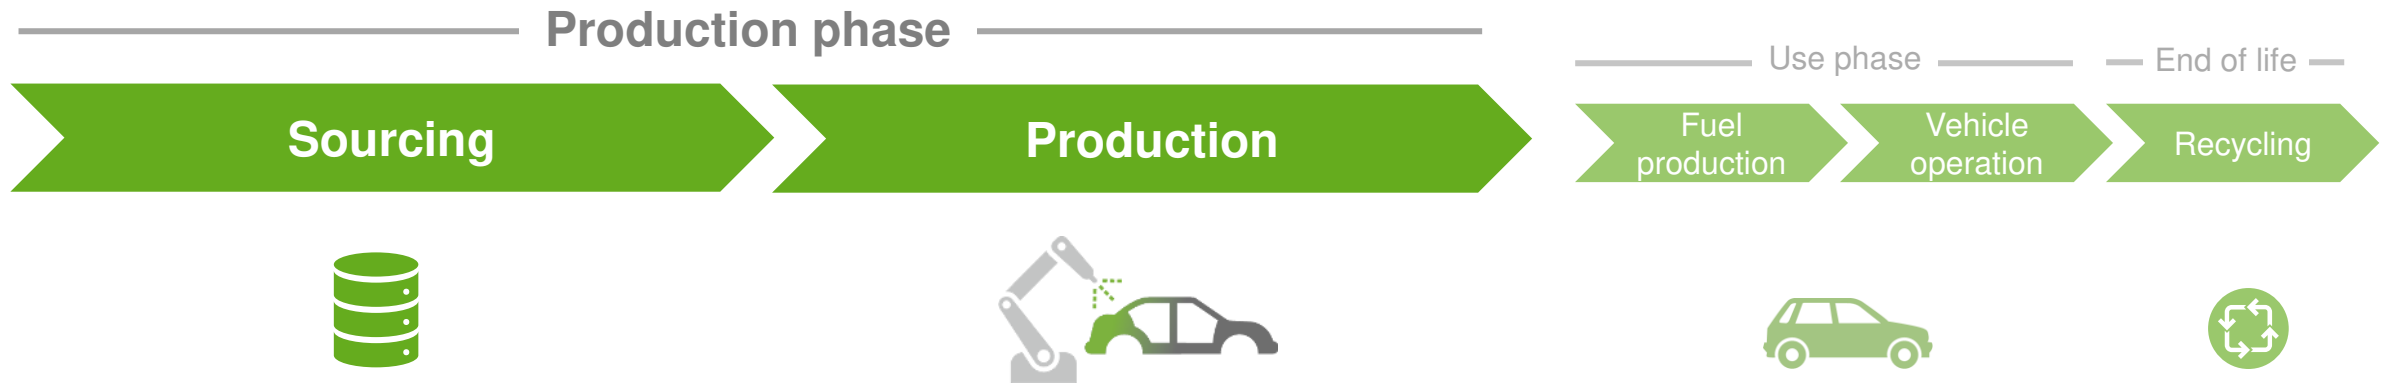 Production phase
Use phase
End of life
Sourcing
Production
Fuel
production
Vehicle
operation
Recycling